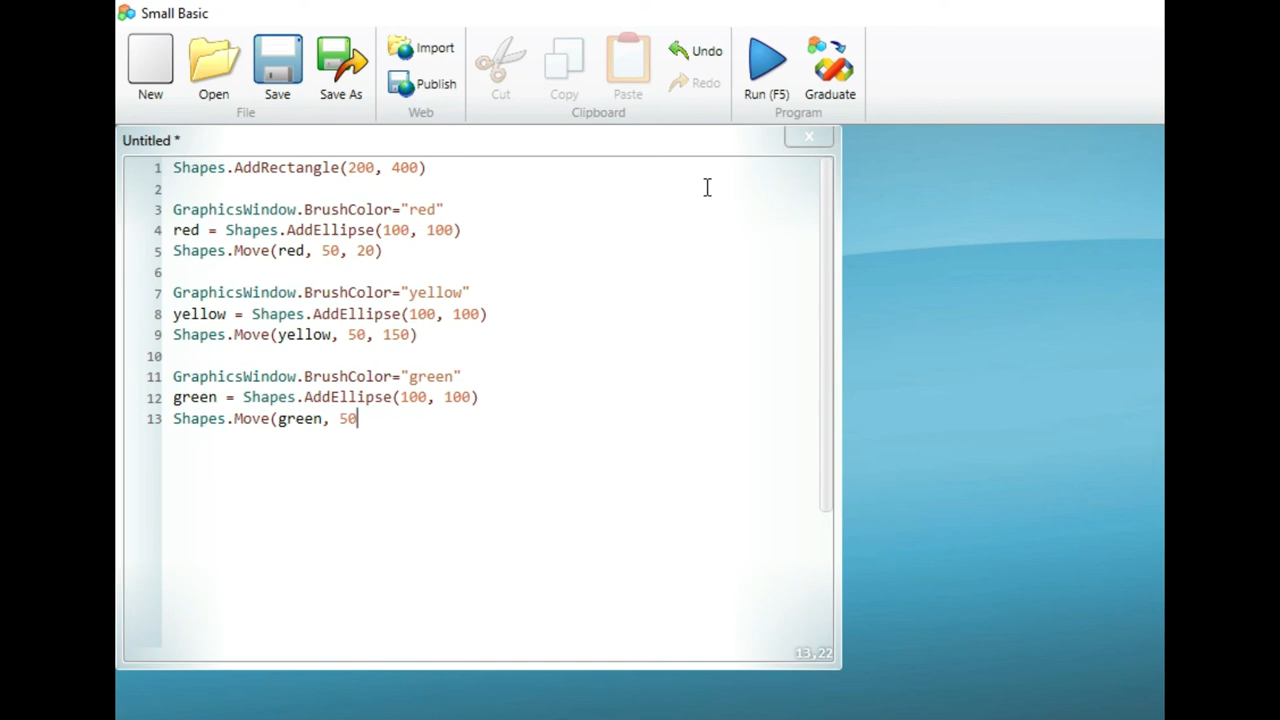 Small Basic
New
Open
Save
Save As
Import
Publish
Cut
Copy
Paste
Undo
Redo
Run (F5)
Graduate
File
Web
Clipboard
Program
Untitled *
x
1 Shapes.AddRectangle(200, 400)
2
3 GraphicsWindow.BrushColor="red"
4 red = Shapes.AddEllipse(100, 100)
5 Shapes.Move(red, 50, 20)
6
7 GraphicsWindow.BrushColor="yellow"
8 yellow = Shapes.AddEllipse(100, 100)
9 Shapes.Move(yellow, 50, 150)
10
11 GraphicsWindow.BrushColor="green"
12 green = Shapes.AddEllipse(100, 100)
13 Shapes.Move(green, 50
13,22